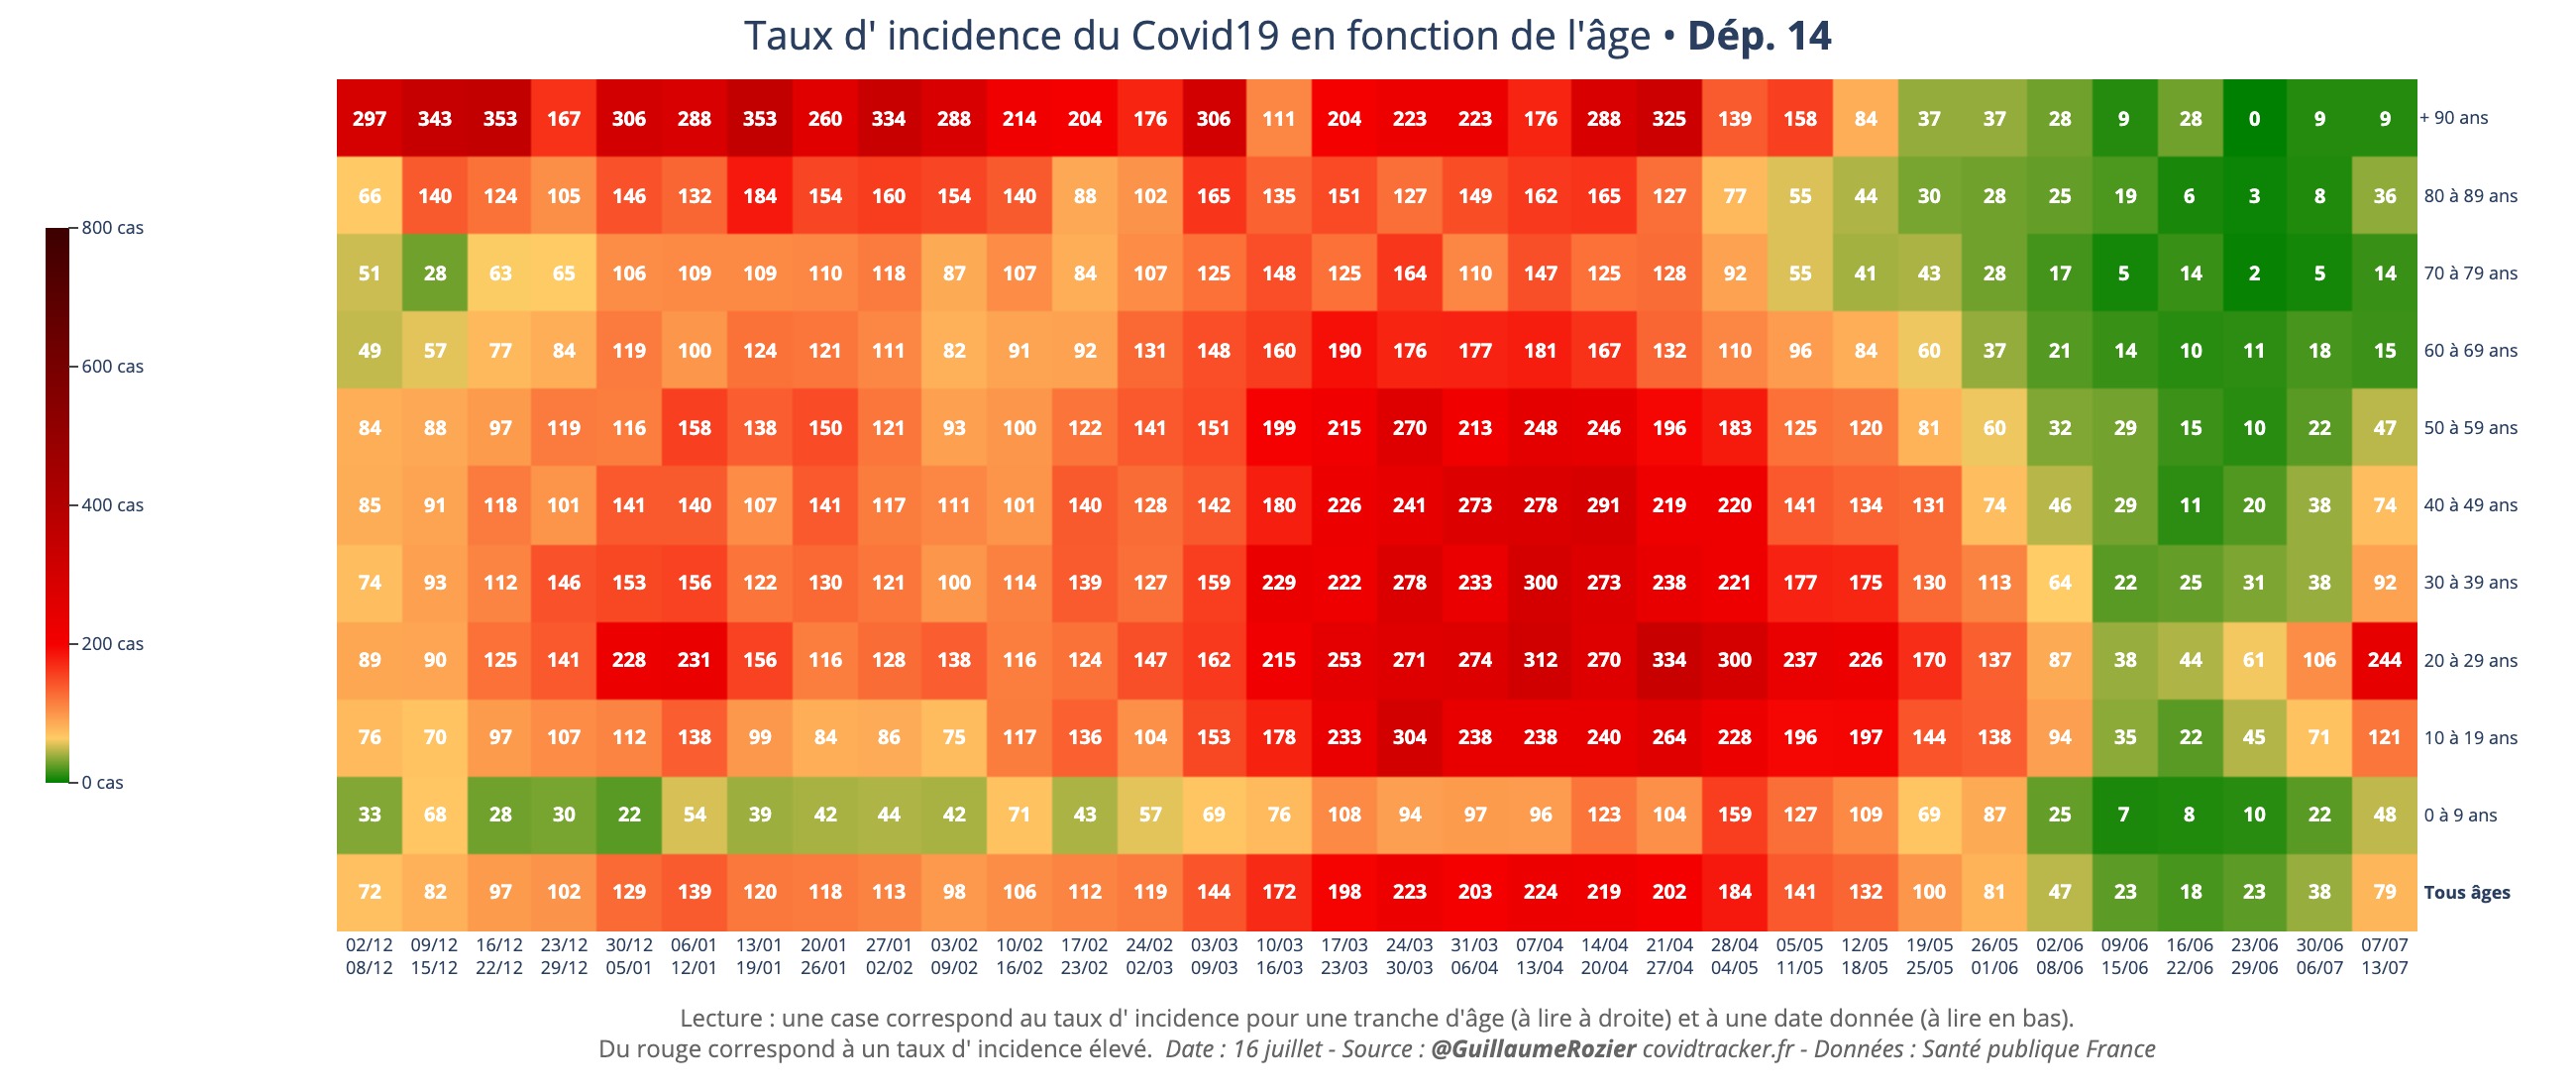 Taux d' incidence du Covid19 en fonction de l'âge • Dép. 14
800 cas
600 cas
400 cas
200 cas
0 cas
297 343 353 167 306 288 353 260 334 288 214 204 176 306 111 204 223 223 176 288 325 139 158 84 37 37 28 9 28 0 9 9 + 90 ans
66 140 124 105 146 132 184 154 160 154 140 88 102 165 135 151 127 149 162 165 127 77 55 44 30 28 25 19 6 3 8 36 80 à 89 ans
51 28 63 65 106 109 109 110 118 87 107 84 107 125 148 125 164 110 147 125 128 92 55 41 43 28 17 5 14 2 5 14 70 à 79 ans
49 57 77 84 119 100 124 121 111 82 91 92 131 148 160 190 176 177 181 167 132 110 96 84 60 37 21 14 10 11 18 15 60 à 69 ans
84 88 97 119 116 158 138 150 121 93 100 122 141 151 199 215 270 213 248 246 196 183 125 120 81 60 32 29 15 10 22 47 50 à 59 ans
85 91 118 101 141 140 107 141 117 111 101 140 128 142 180 226 241 273 278 291 219 220 141 134 131 74 46 29 11 20 38 74 40 à 49 ans
74 93 112 146 153 156 122 130 121 100 114 139 127 159 229 222 278 233 300 273 238 221 177 175 130 113 64 22 25 31 38 92 30 à 39 ans
89 90 125 141 228 231 156 116 128 138 116 124 147 162 215 253 271 274 312 270 334 300 237 226 170 137 87 38 44 61 106 244 20 à 29 ans
76 70 97 107 112 138 99 84 86 75 117 136 104 153 178 233 304 238 238 240 264 228 196 197 144 138 94 35 22 45 71 121 10 à 19 ans
33 68 28 30 22 54 39 42 44 42 71 43 57 69 76 108 94 97 96 123 104 159 127 109 69 87 25 7 8 10 22 48 0 à 9 ans
72 82 97 102 129 139 120 118 113 98 106 112 119 144 172 198 223 203 224 219 202 184 141 132 100 81 47 23 18 23 38 79 Tous âges
02/12 09/12 16/12 23/12 30/12 06/01 13/01 20/01 27/01 03/02 10/02 17/02 24/02 03/03 10/03 17/03 24/03 31/03 07/04 14/04 21/04 28/04 05/05 12/05 19/05 26/05 02/06 09/06 16/06 23/06 30/06 07/07
08/12 15/12 22/12 29/12 05/01 12/01 19/01 26/01 02/02 09/02 16/02 23/02 02/03 09/03 16/03 23/03 30/03 06/04 13/04 20/04 27/04 04/05 11/05 18/05 25/05 01/06 08/06 15/06 22/06 29/06 06/07 13/07
Lecture : une case correspond au taux d' incidence pour une tranche d'âge (à lire à droite) et à une date donnée (à lire en bas).
Du rouge correspond à un taux d' incidence élevé. Date : 16 juillet - Source : @GuillaumeRozier covidtracker.fr - Données : Santé publique France